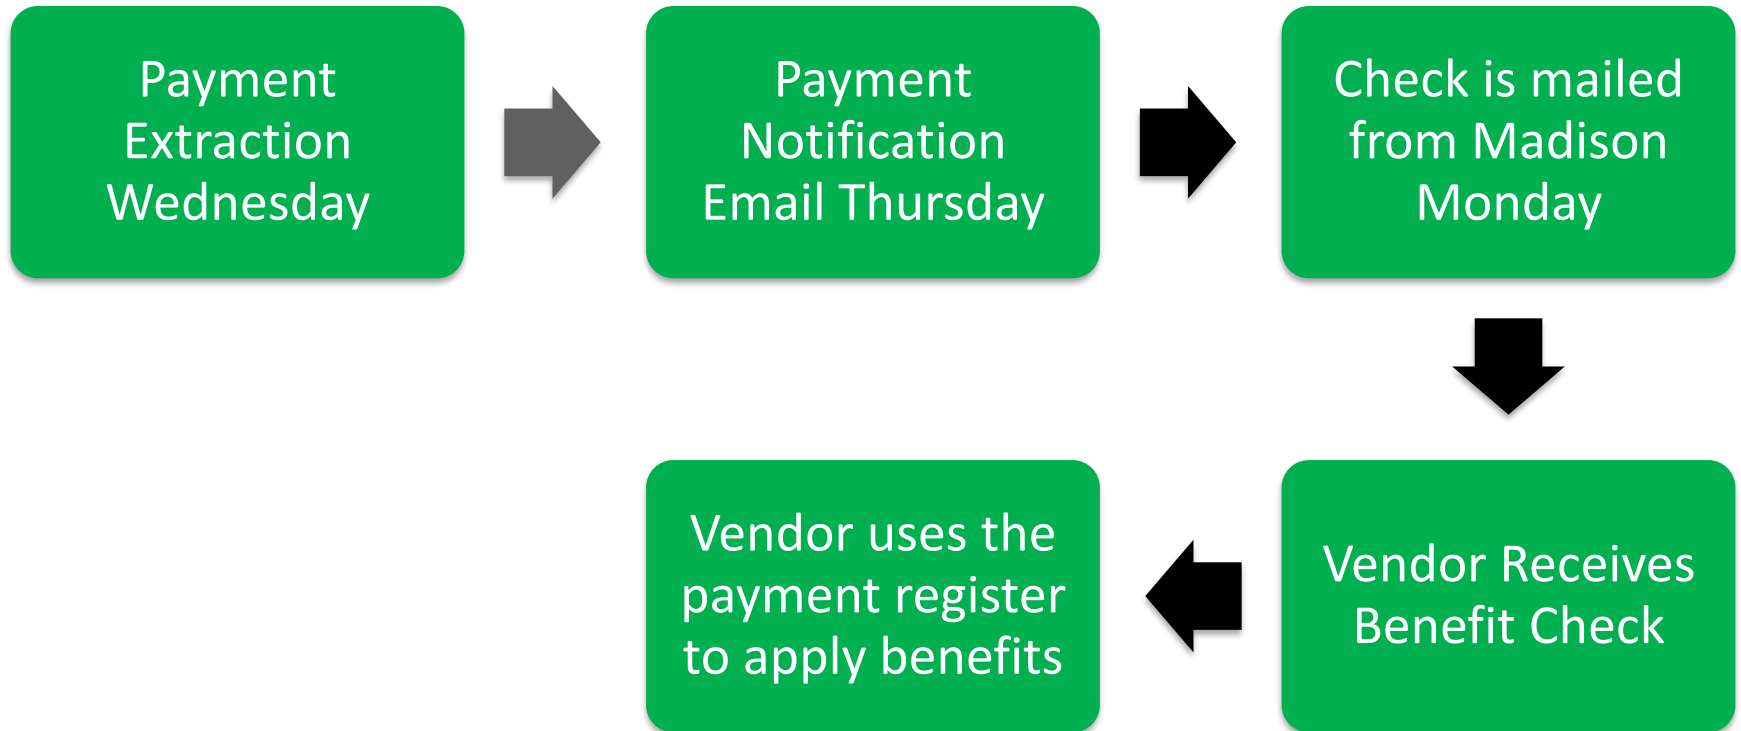 Payment
Extraction
Wednesday
Payment
Notification
Email Thursday
Check is mailed
from Madison
Monday
Vendor Receives
Benefit Check
Vendor uses the
payment register
to apply benefits